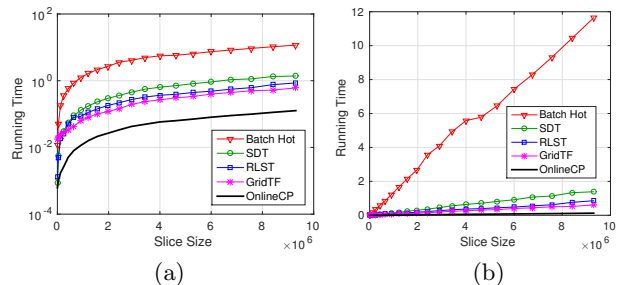 10^2
10^0
10^-2
10^-4
Running Time
0
2
4
6
8
10
Slice Size
×10^6
Batch Hot
SDT
RLST
GridTF
OnlineCP
(a)
12
10
8
6
4
2
0
Running Time
0
2
4
6
8
10
Slice Size
×10^6
Batch Hot
SDT
RLST
GridTF
OnlineCP
(b)